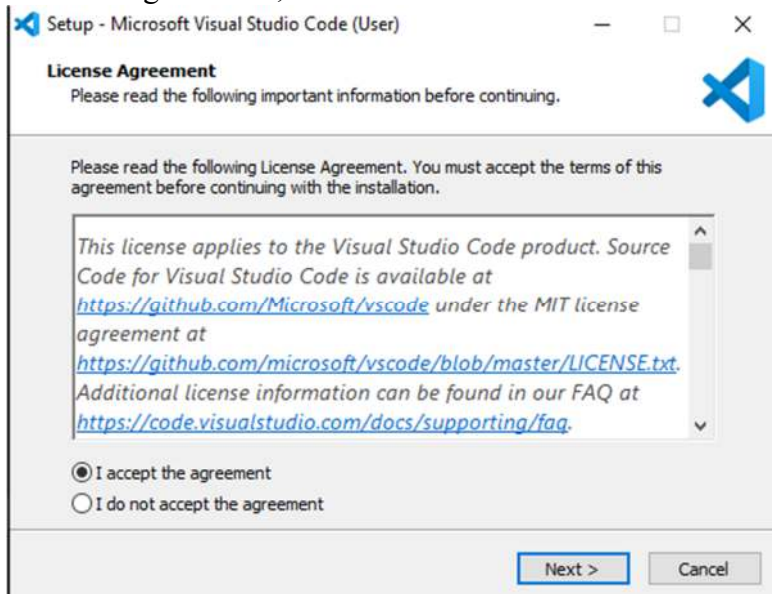 Setup - Microsoft Visual Studio Code (User)
License Agreement
Please read the following important information before continuing.
Please read the following License Agreement. You must accept the terms of this
agreement before continuing with the installation.
This license applies to the Visual Studio Code product. Source
Code for Visual Studio Code is available at
https://github.com/Microsoft/vscode under the MIT license
agreement at
https://github.com/microsoft/vscode/blob/master/LICENSE.txt.
Additional license information can be found in our FAQ at
https://code.visualstudio.com/docs/supporting/faq.
I accept the agreement
I do not accept the agreement
Next >
Cancel